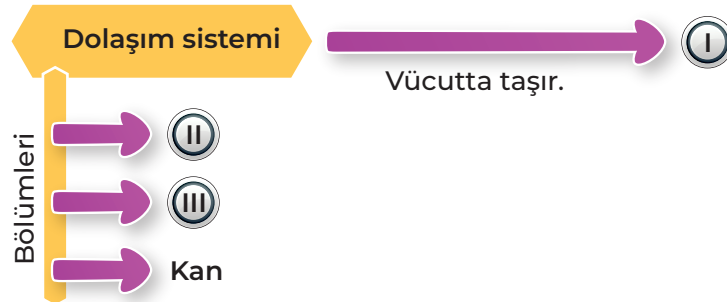 Dolaşım sistemi
I
Vücutta taşır.
Bölümleri
II
III
Kan